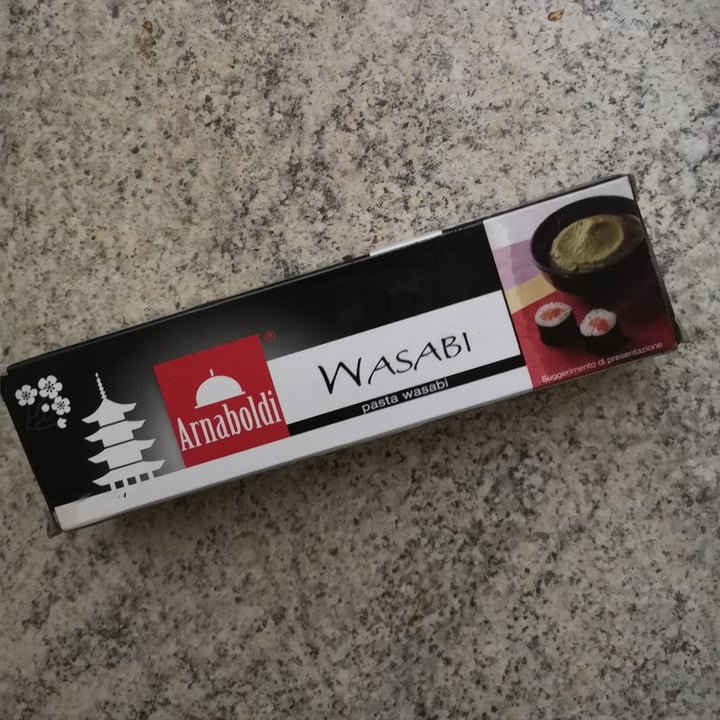 Arnaboldi
®
WASABI
pasta wasabi
Suggerimento di presentazione